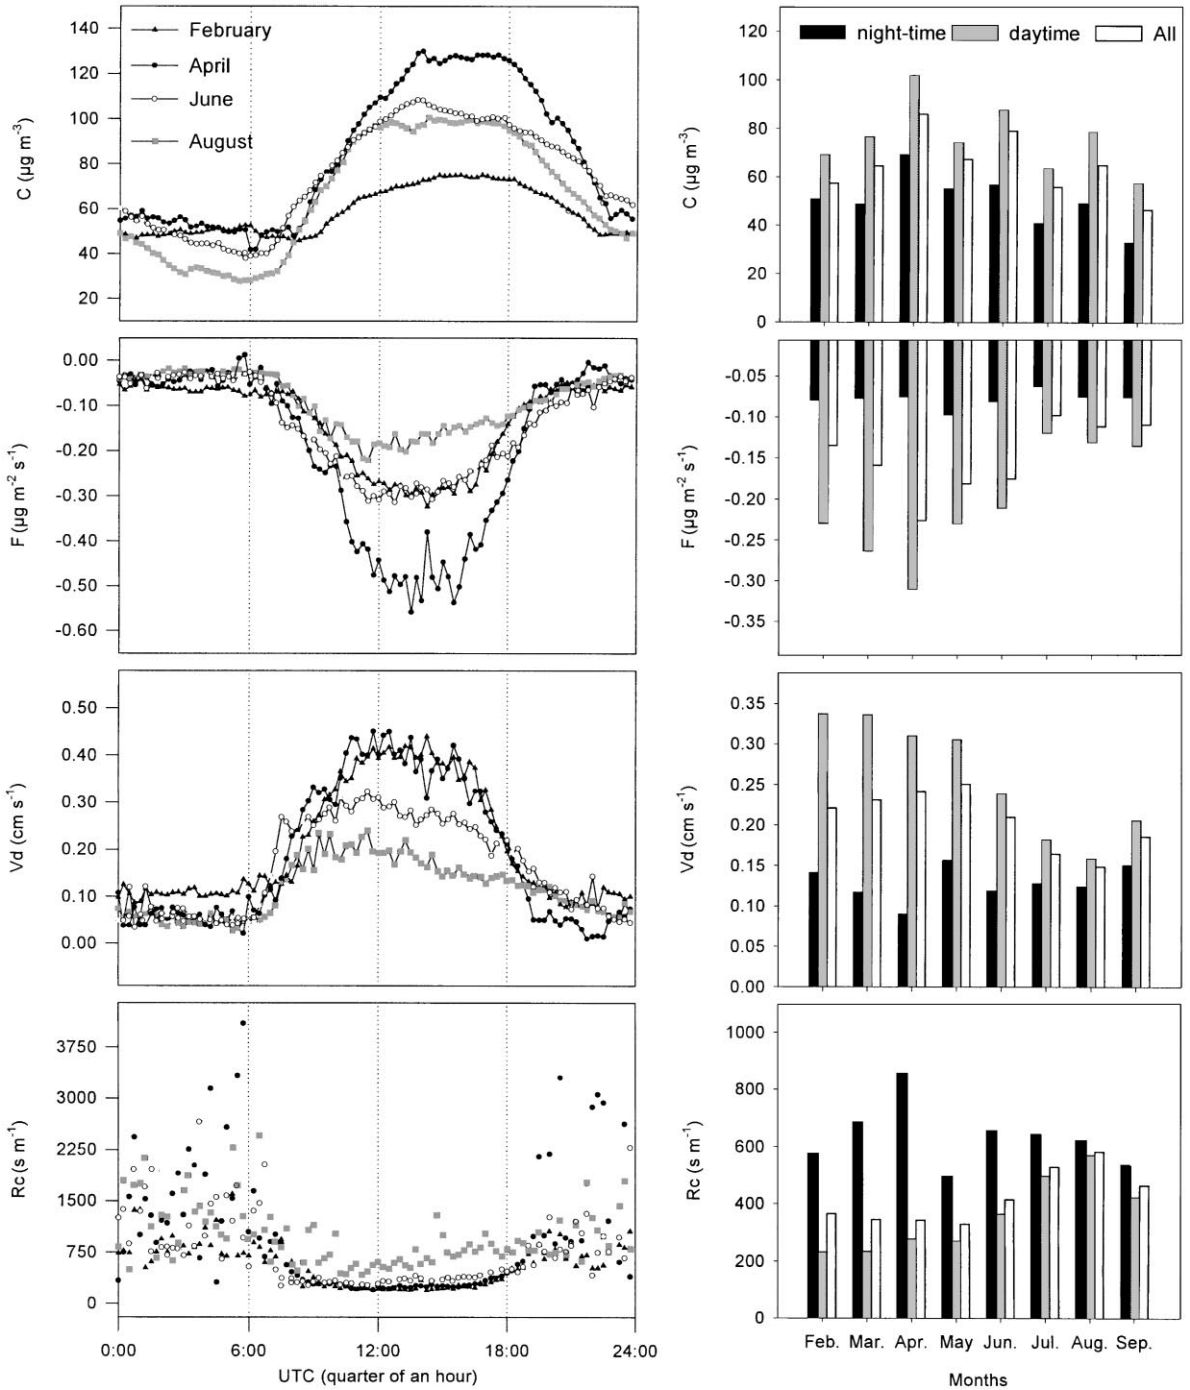 140
120
100
80
60
40
20
C (µg m-3)
February
April
June
August
120
100
80
60
40
20
0
C (µg m-3)
night-time
daytime
All
0.00
-0.10
-0.20
-0.30
-0.40
-0.50
-0.60
F (µg m-2 s-1)
-0.05
-0.10
-0.15
-0.20
-0.25
-0.30
-0.35
F (µg m-2 s-1)
0.50
0.40
0.30
0.20
0.10
0.00
Vd (cm s-1)
0.35
0.30
0.25
0.20
0.15
0.10
0.05
0.00
Vd (cm s-1)
3750
3000
2250
1500
750
0
Rc (s m-1)
0:00 6:00 12:00 18:00 24:00
UTC (quarter of an hour)
1000
800
600
400
200
0
Rc (s m-1)
Feb. Mar. Apr. May Jun. Jul. Aug. Sep.
Months